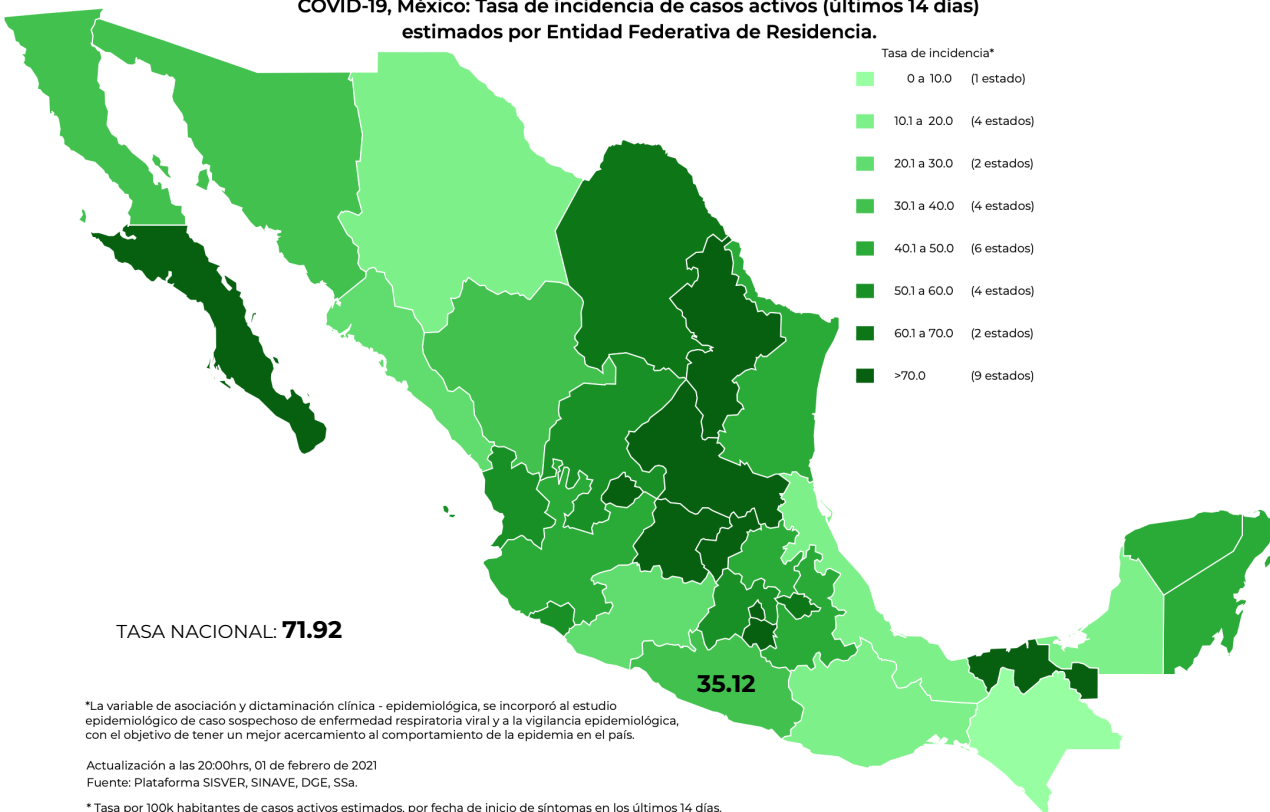 COVID-19, México: Tasa de incidencia de casos activos (últimos 14 días)
estimados por Entidad Federativa de Residencia.
Tasa de incidencia*
0 a 10.0 (1 estado)
10.1 a 20.0 (4 estados)
20.1 a 30.0 (2 estados)
30.1 a 40.0 (4 estados)
40.1 a 50.0 (6 estados)
50.1 a 60.0 (4 estados)
60.1 a 70.0 (2 estados)
>70.0 (9 estados)
TASA NACIONAL: 71.92
35.12
*La variable de asociación y dictaminación clínica - epidemiológica, se incorporó al estudio
epidemiológico de caso sospechoso de enfermedad respiratoria viral y a la vigilancia epidemiológica,
con el objetivo de tener un mejor acercamiento al comportamiento de la epidemia en el país.
Actualización a las 20:00hrs, 01 de febrero de 2021
Fuente: Plataforma SISVER, SINAVE, DGE, SSa.
* Tasa por 100k habitantes de casos activos estimados, por fecha de inicio de síntomas en los últimos 14 días.